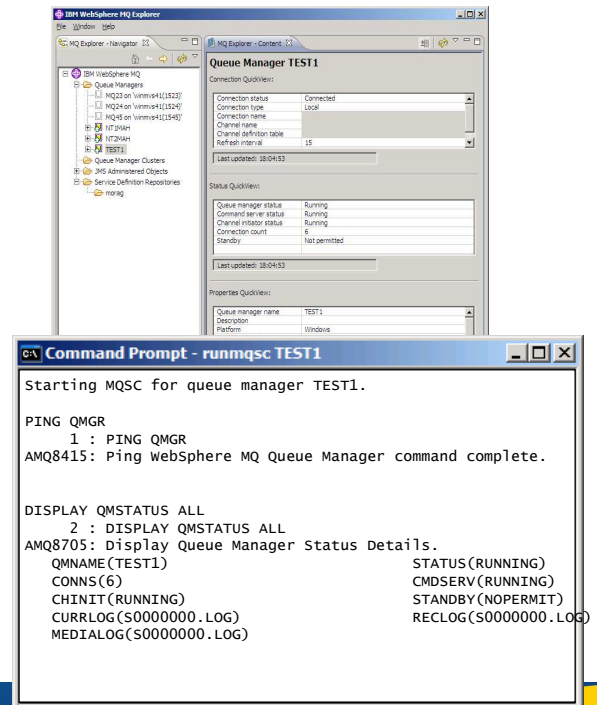 IBM WebSphere MQ Explorer
File Window Help
MQ Explorer - Navigator
IBM WebSphere MQ
Queue Managers
MQ23 on 'winmvs41(1523)'
MQ24 on 'winmvs41(1524)'
MQ45 on 'winmvs41(1545)'
NT1MAH
NT2MAH
TEST1
Queue Manager Clusters
JMS Administered Objects
Service Definition Repositories
morag
MQ Explorer - Content
Queue Manager TEST1
Connection QuickView:
Connection status Connected
Connection type Local
Connection name
Channel name
Channel definition table
Refresh interval 15
Last updated: 18:04:53
Status QuickView:
Queue manager status Running
Command server status Running
Channel initiator status Running
Connection count 6
Standby Not permitted
Last updated: 18:04:53
Properties QuickView:
Queue manager name TEST1
Description
Platform Windows
Command Prompt - runmqsc TEST1
Starting MQSC for queue manager TEST1.
PING QMGR
1 : PING QMGR
AMQ8415: Ping WebSphere MQ Queue Manager command complete.
DISPLAY QMSTATUS ALL
2 : DISPLAY QMSTATUS ALL
AMQ8705: Display Queue Manager Status Details.
QMNAME(TEST1) STATUS(RUNNING)
CONNS(6) CMDSERV(RUNNING)
CHINIT(RUNNING) STANDBY(NOPERMIT)
CURRLOG(S0000000.LOG) RECLOG(S0000000.LOG)
MEDIALOG(S0000000.LOG)